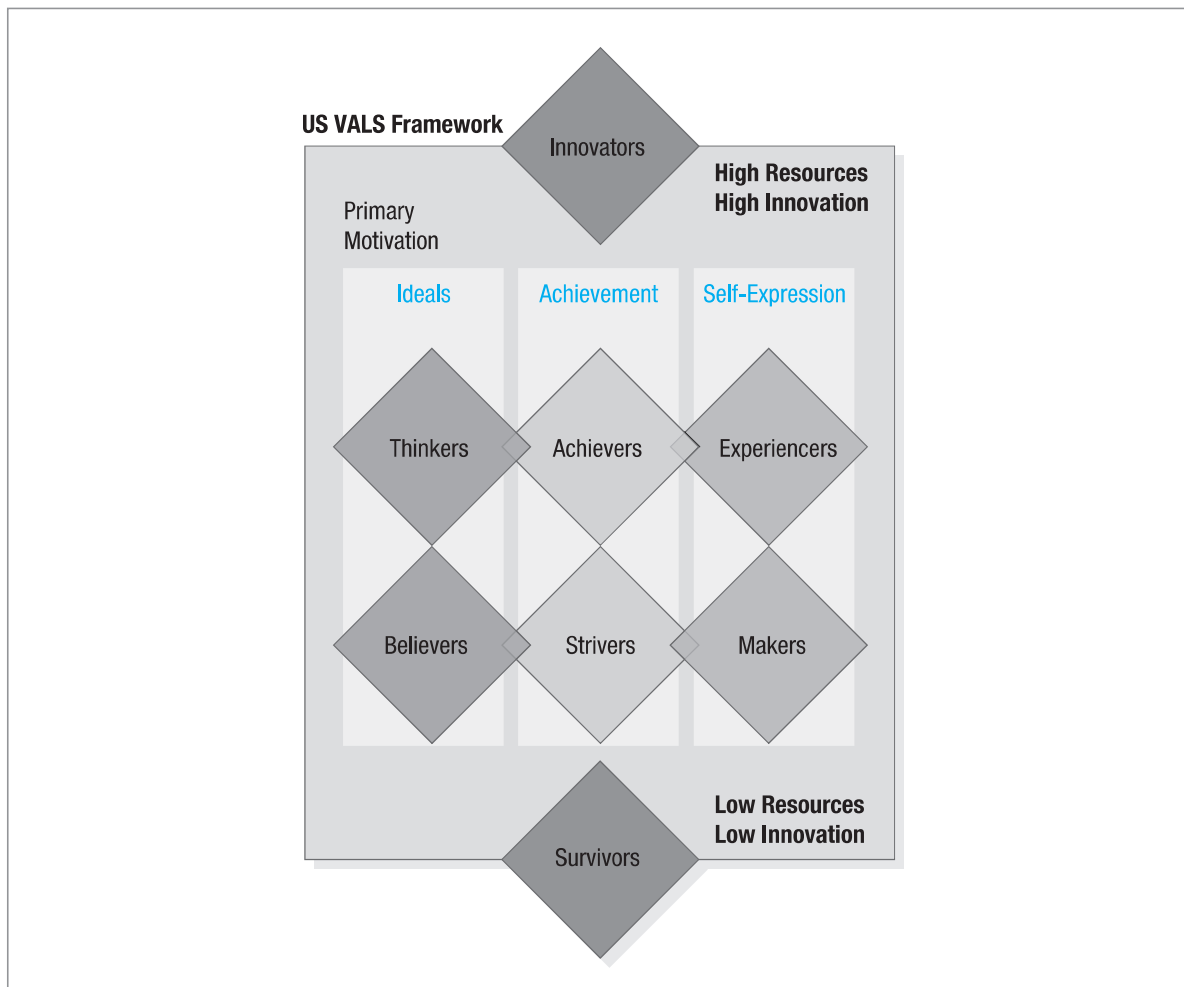 US VALS Framework
Innovators
High Resources
High Innovation
Primary
Motivation
Ideals
Achievement
Self-Expression
Thinkers
Achievers
Experiencers
Believers
Strivers
Makers
Low Resources
Low Innovation
Survivors